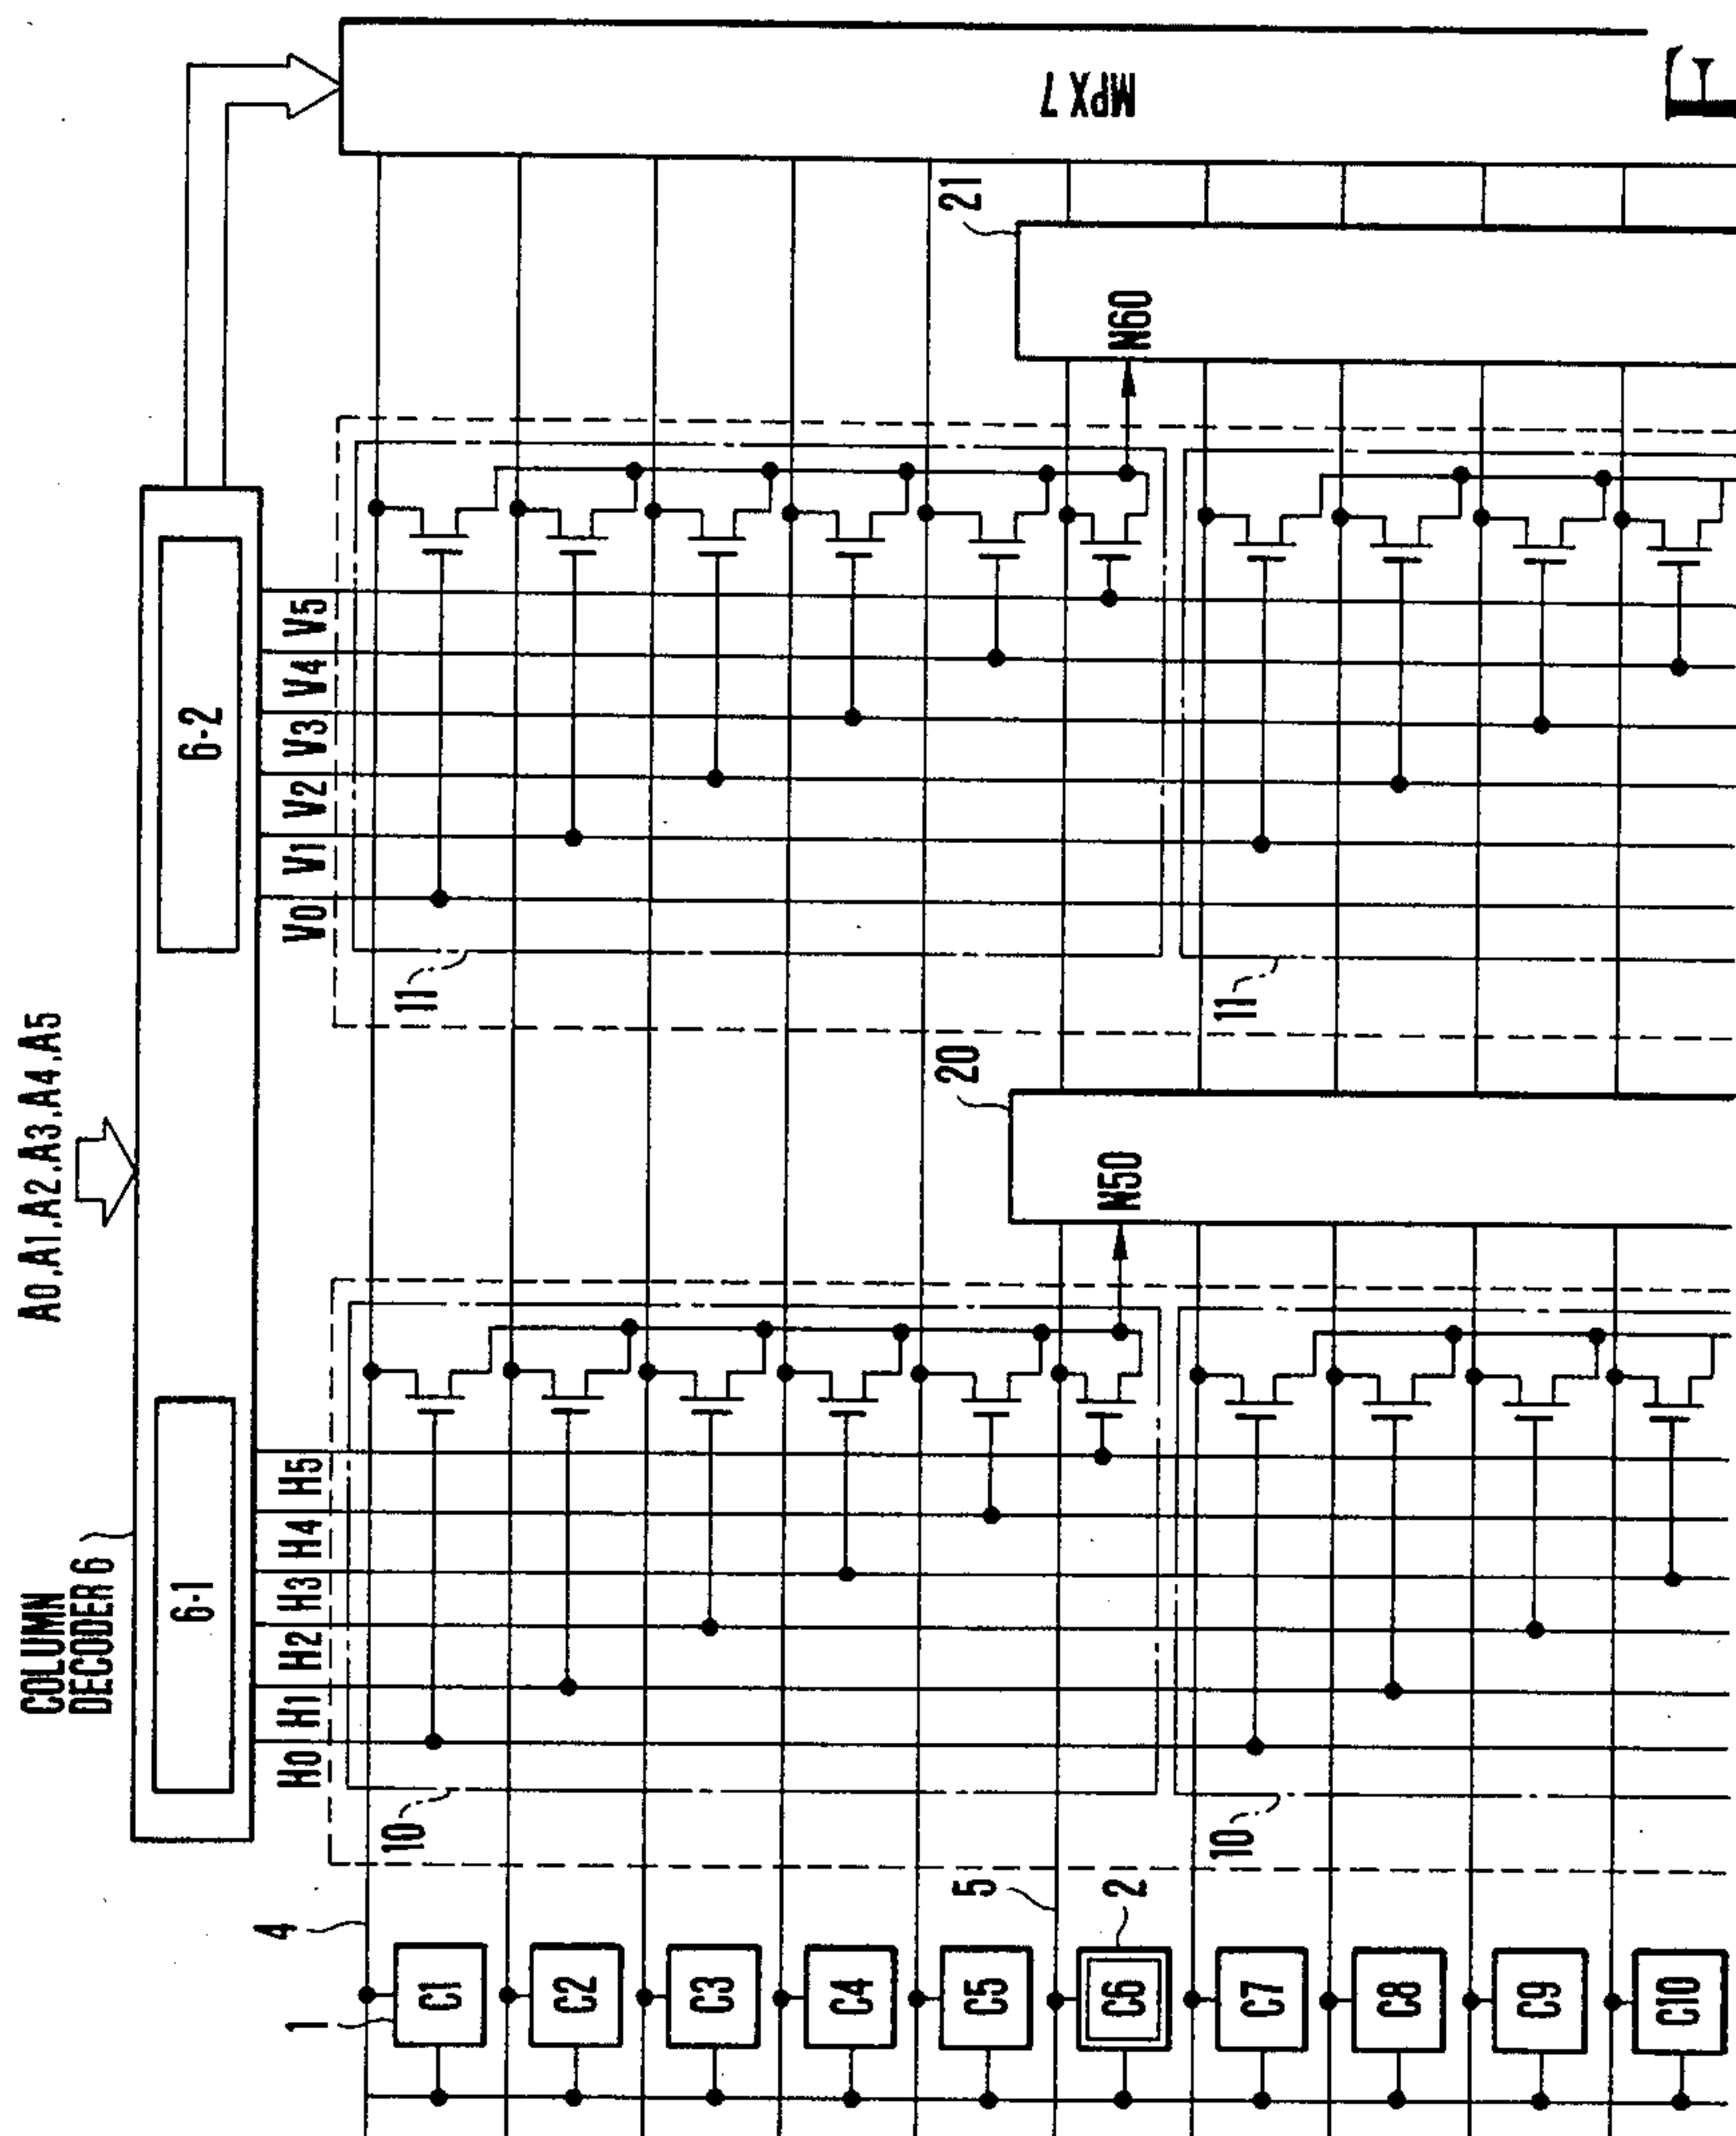 COLUMN
DECODER 6
A0,A1,A2,A3,A4,A5
6-1
6-2
H0 H1 H2 H3 H4 H5
V0 V1 V2 V3 V4 V5
MPX 7
10
11
20
21
N50
N60
10
11
4
5
1
2
C1
C2
C3
C4
C5
C6
C7
C8
C9
C10
F